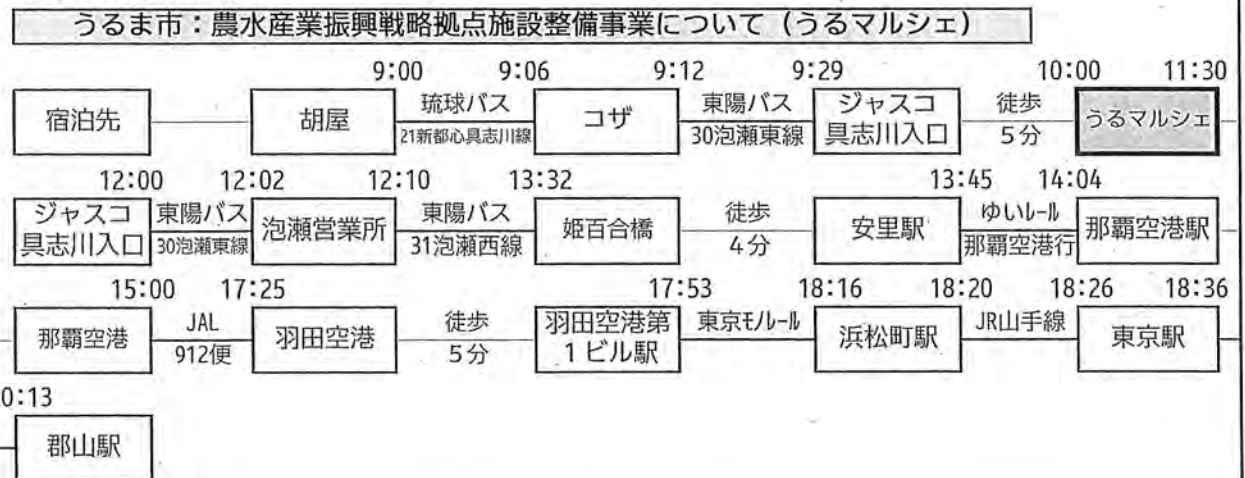 うるま市：農水産業振興戦略拠点施設整備事業について（うるマルシェ）
9:00 9:06 9:12 9:29 10:00 11:30
宿泊先 胡屋 琉球バス 21新都心具志川線 コザ 東陽バス 30泡瀬東線 ジャスコ 具志川入口 徒歩 5分 うるマルシェ
12:00 12:02 12:10 13:32 13:45 14:04
ジャスコ 具志川入口 東陽バス 30泡瀬東線 泡瀬営業所 東陽バス 31泡瀬西線 姫百合橋 徒歩 4分 安里駅 ゆいレール 那覇空港行 那覇空港駅
15:00 17:25 17:53 18:16 18:20 18:26 18:36
那覇空港 JAL 912便 羽田空港 徒歩 5分 羽田空港第 1ビル駅 東京モノレール 浜松町駅 JR山手線 東京駅
0:13
郡山駅